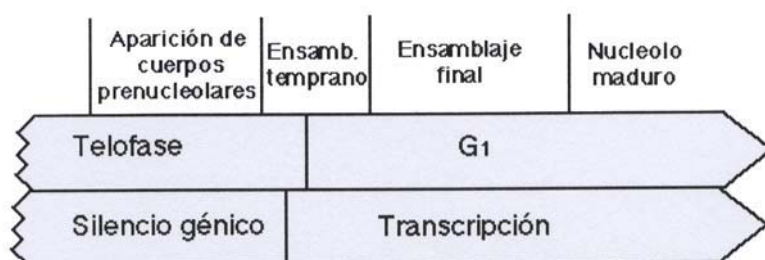 Aparición de
cuerpos
prenucleolares
Ensamb.
temprano
Ensamblaje
final
Nucleolo
maduro
Telofase
G1
Silencio génico
Transcripción